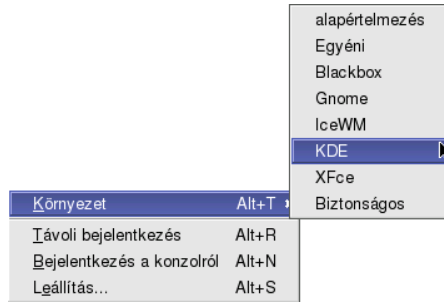 alapértelmezés
Egyéni
Blackbox
Gnome
IceWM
KDE
XFce
Biztonságos
Környezet Alt+T
Távoli bejelentkezés Alt+R
Bejelentkezés a konzolról Alt+N
Leállítás... Alt+S